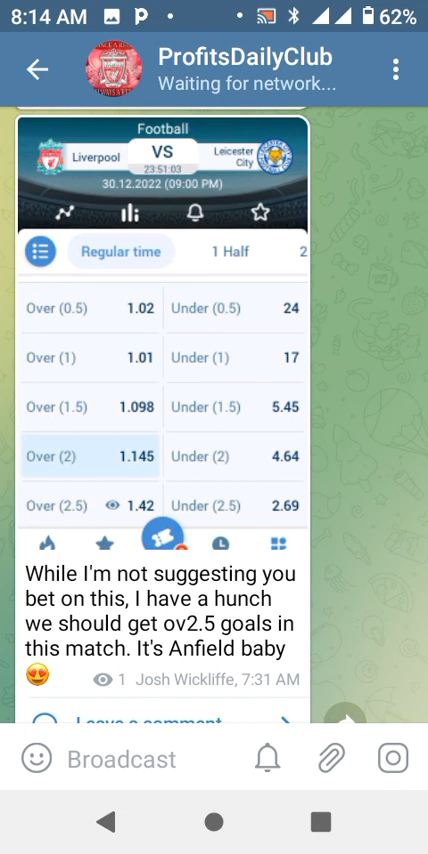 8:14 AM
62%
ProfitsDailyClub
Waiting for network...
Football
Liverpool
VS
Leicester
City
23:51:03
30.12.2022 (09:00 PM)
Regular time
1 Half
2
Over (0.5) 1.02 Under (0.5) 24
Over (1) 1.01 Under (1) 17
Over (1.5) 1.098 Under (1.5) 5.45
Over (2) 1.145 Under (2) 4.64
Over (2.5) 1.42 Under (2.5) 2.69
While I'm not suggesting you
bet on this, I have a hunch
we should get ov2.5 goals in
this match. It's Anfield baby
😍
1 Josh Wickliffe, 7:31 AM
Leave a comment
Broadcast